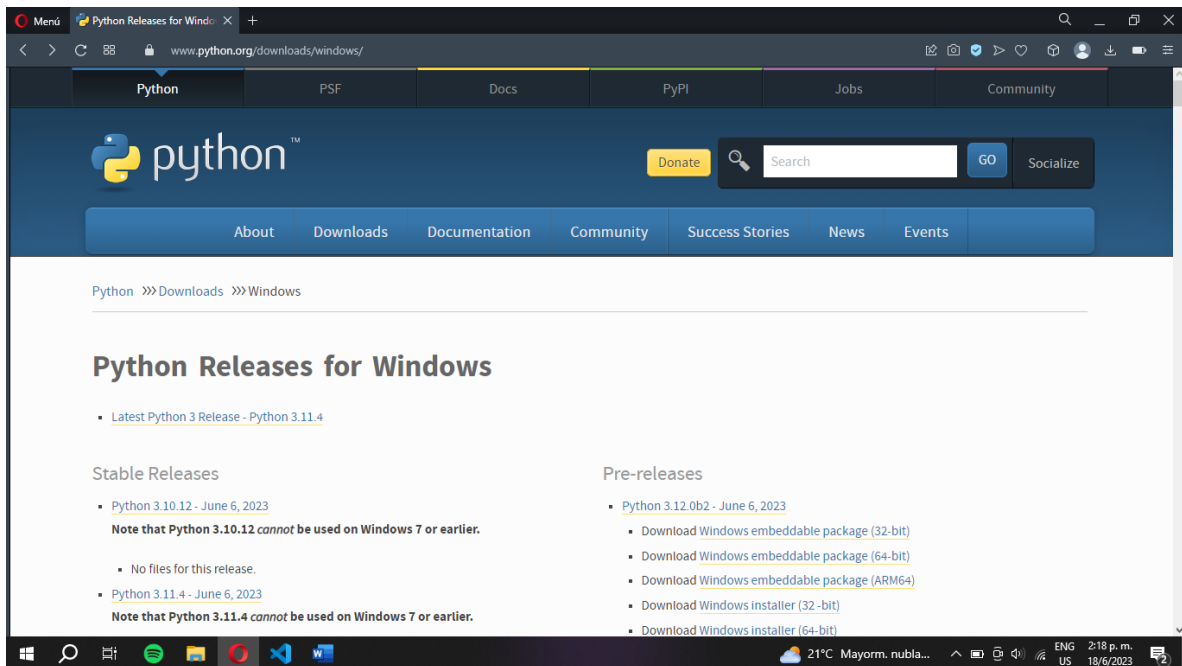 Menú
Python Releases for Windo
www.python.org/downloads/windows/
Python PSF Docs PyPI Jobs Community
python™
Donate Search GO Socialize
About Downloads Documentation Community Success Stories News Events
Python >>> Downloads >>> Windows
Python Releases for Windows
Latest Python 3 Release - Python 3.11.4
Stable Releases
Python 3.10.12 - June 6, 2023
Note that Python 3.10.12 cannot be used on Windows 7 or earlier.
No files for this release.
Python 3.11.4 - June 6, 2023
Note that Python 3.11.4 cannot be used on Windows 7 or earlier.
Pre-releases
Python 3.12.0b2 - June 6, 2023
Download Windows embeddable package (32-bit)
Download Windows embeddable package (64-bit)
Download Windows embeddable package (ARM64)
Download Windows installer (32 -bit)
Download Windows installer (64-bit)
21°C Mayorm. nubla...
ENG
US
2:18 p. m.
18/6/2023
2